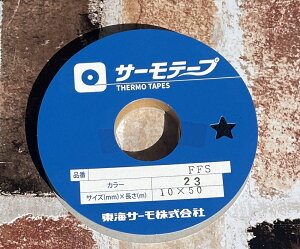 サーモテープ
THERMO TAPES
品番 FFS
カラー 23
サイズ(mm)×長さ(m) 10×50
東海サーモ株式会社